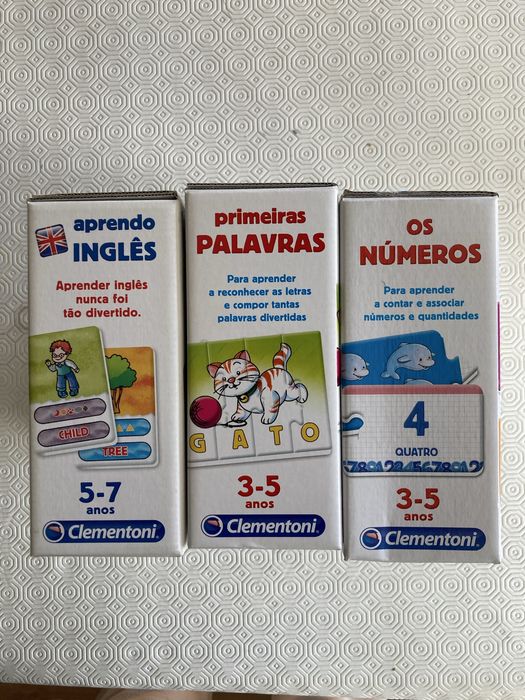 aprendo
INGLÊS
Aprender inglês
nunca foi
tão divertido.
CHILD
TREE
5-7
anos
Clementoni
primeiras
PALAVRAS
Para aprender
a reconhecer as letras
e compor tantas
palavras divertidas
GATO
3-5
anos
Clementoni
OS
NÚMEROS
Para aprender
a contar e associar
números e quantidades
4
QUATRO
3-5
anos
Clementoni